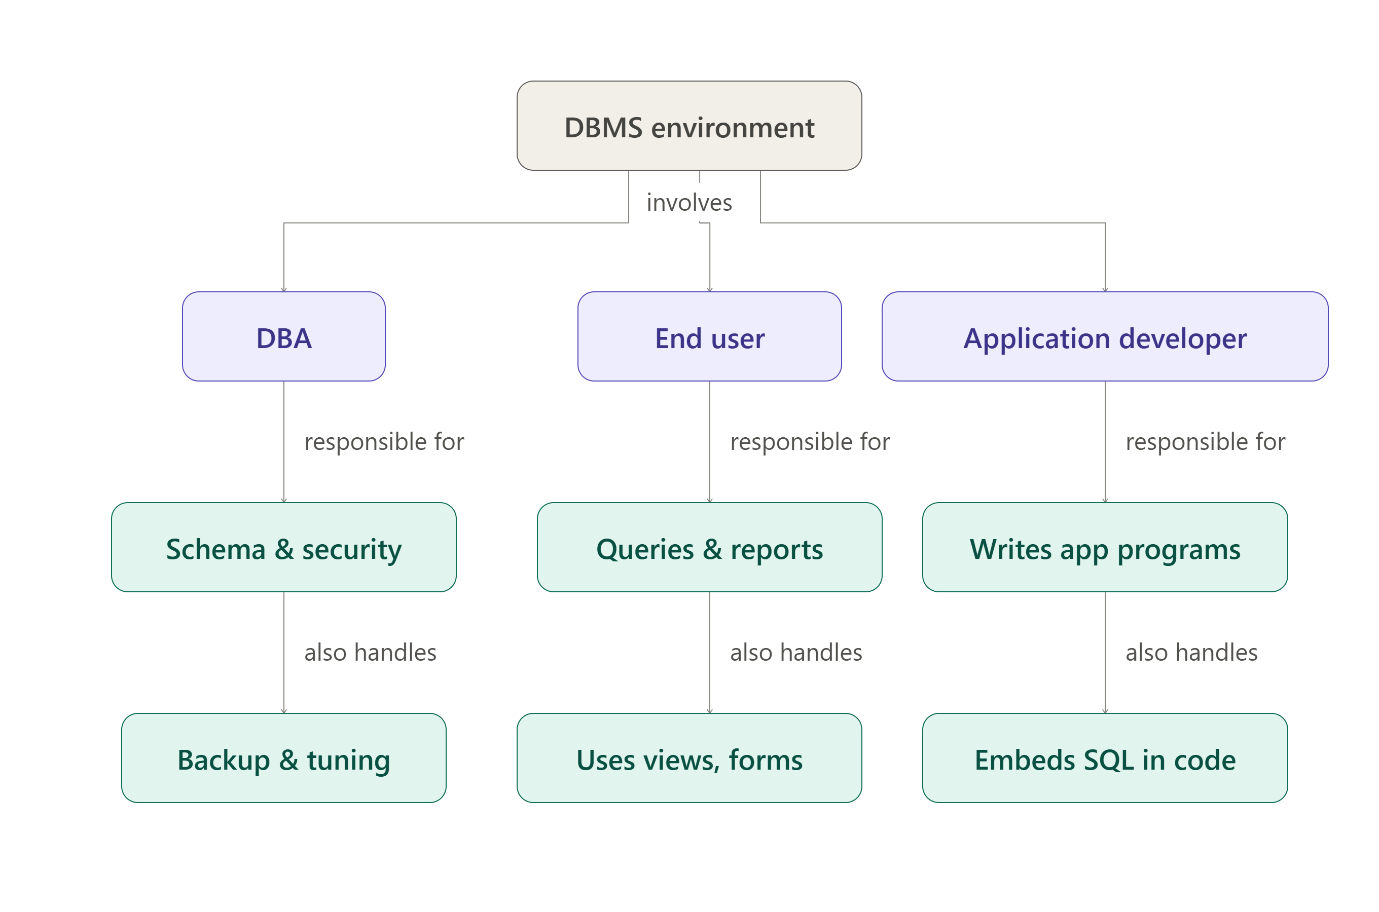 DBMS environment
involves
DBA
End user
Application developer
responsible for
responsible for
responsible for
Schema & security
Queries & reports
Writes app programs
also handles
also handles
also handles
Backup & tuning
Uses views, forms
Embeds SQL in code